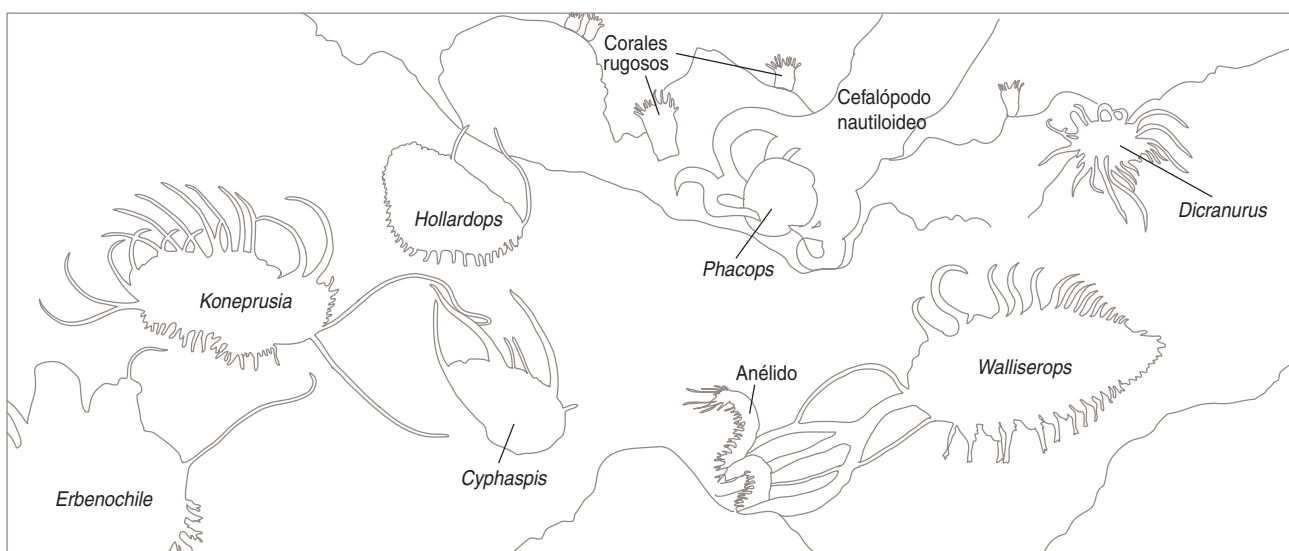 Corales
rugosos
Cefalópodo
nautiloideo
Hollardops
Dicranurus
Phacops
Koneprusia
Walliserops
Anélido
Cyphaspis
Erbenochile